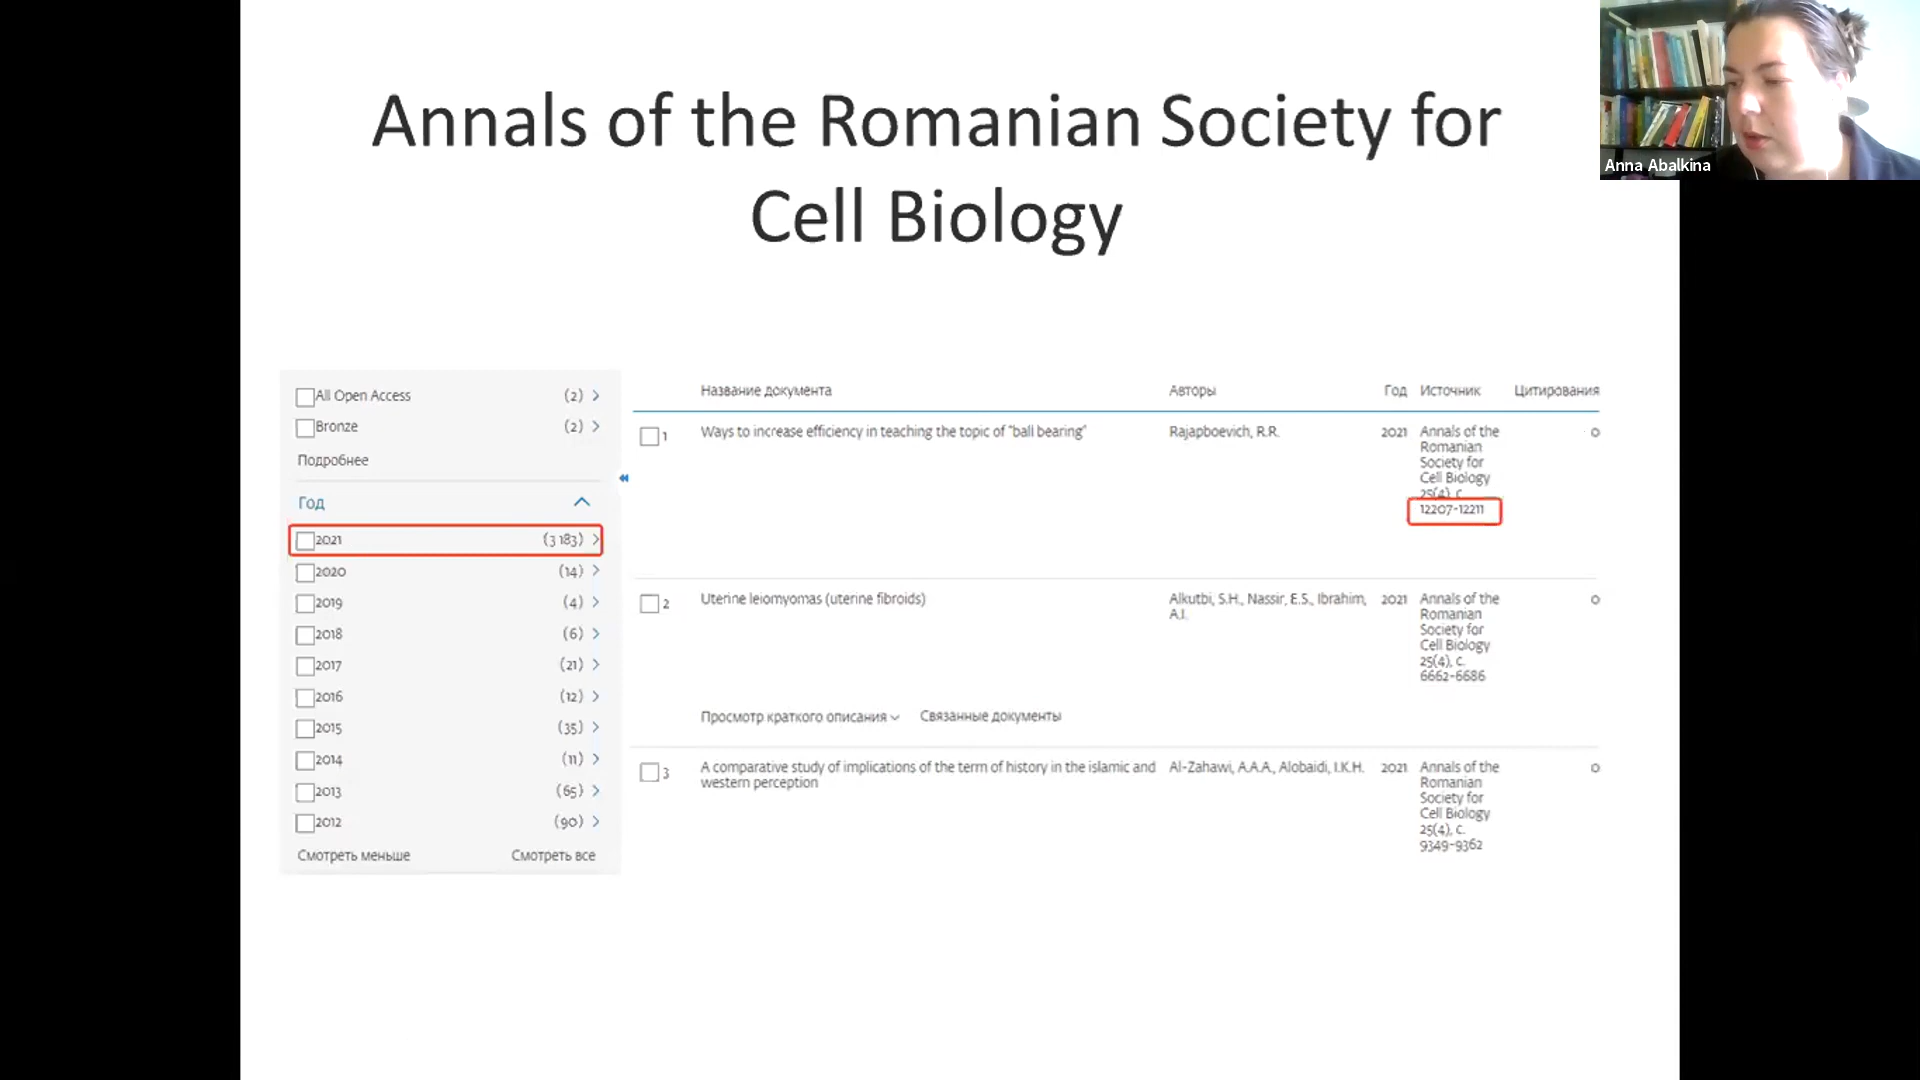 Annals of the Romanian Society for
Cell Biology
Anna Abalkina
All Open Access (2)
Bronze (2)
Подробнее
Год
2021 (3 183)
2020 (14)
2019 (4)
2018 (6)
2017 (21)
2016 (12)
2015 (35)
2014 (11)
2013 (65)
2012 (90)
Смотреть меньше Смотреть все
Название документа Авторы Год Источник Цитирования
1 Ways to increase efficiency in teaching the topic of "ball bearing" Rajapboevich, R.R. 2021 Annals of the 0
Romanian
Society for
Cell Biology
25(4), с.
12207-12211
2 Uterine leiomyomas (uterine fibroids) Alkutbi, S.H., Nassir, E.S., Ibrahim, 2021 Annals of the 0
A.I. Romanian
Society for
Cell Biology
25(4), с.
6662-6686
Просмотр краткого описания Связанные документы
3 A comparative study of implications of the term of history in the islamic and Al-Zahawi, A.A.A., Alobaidi, I.K.H. 2021 Annals of the 0
western perception Romanian
Society for
Cell Biology
25(4), с.
9349-9362